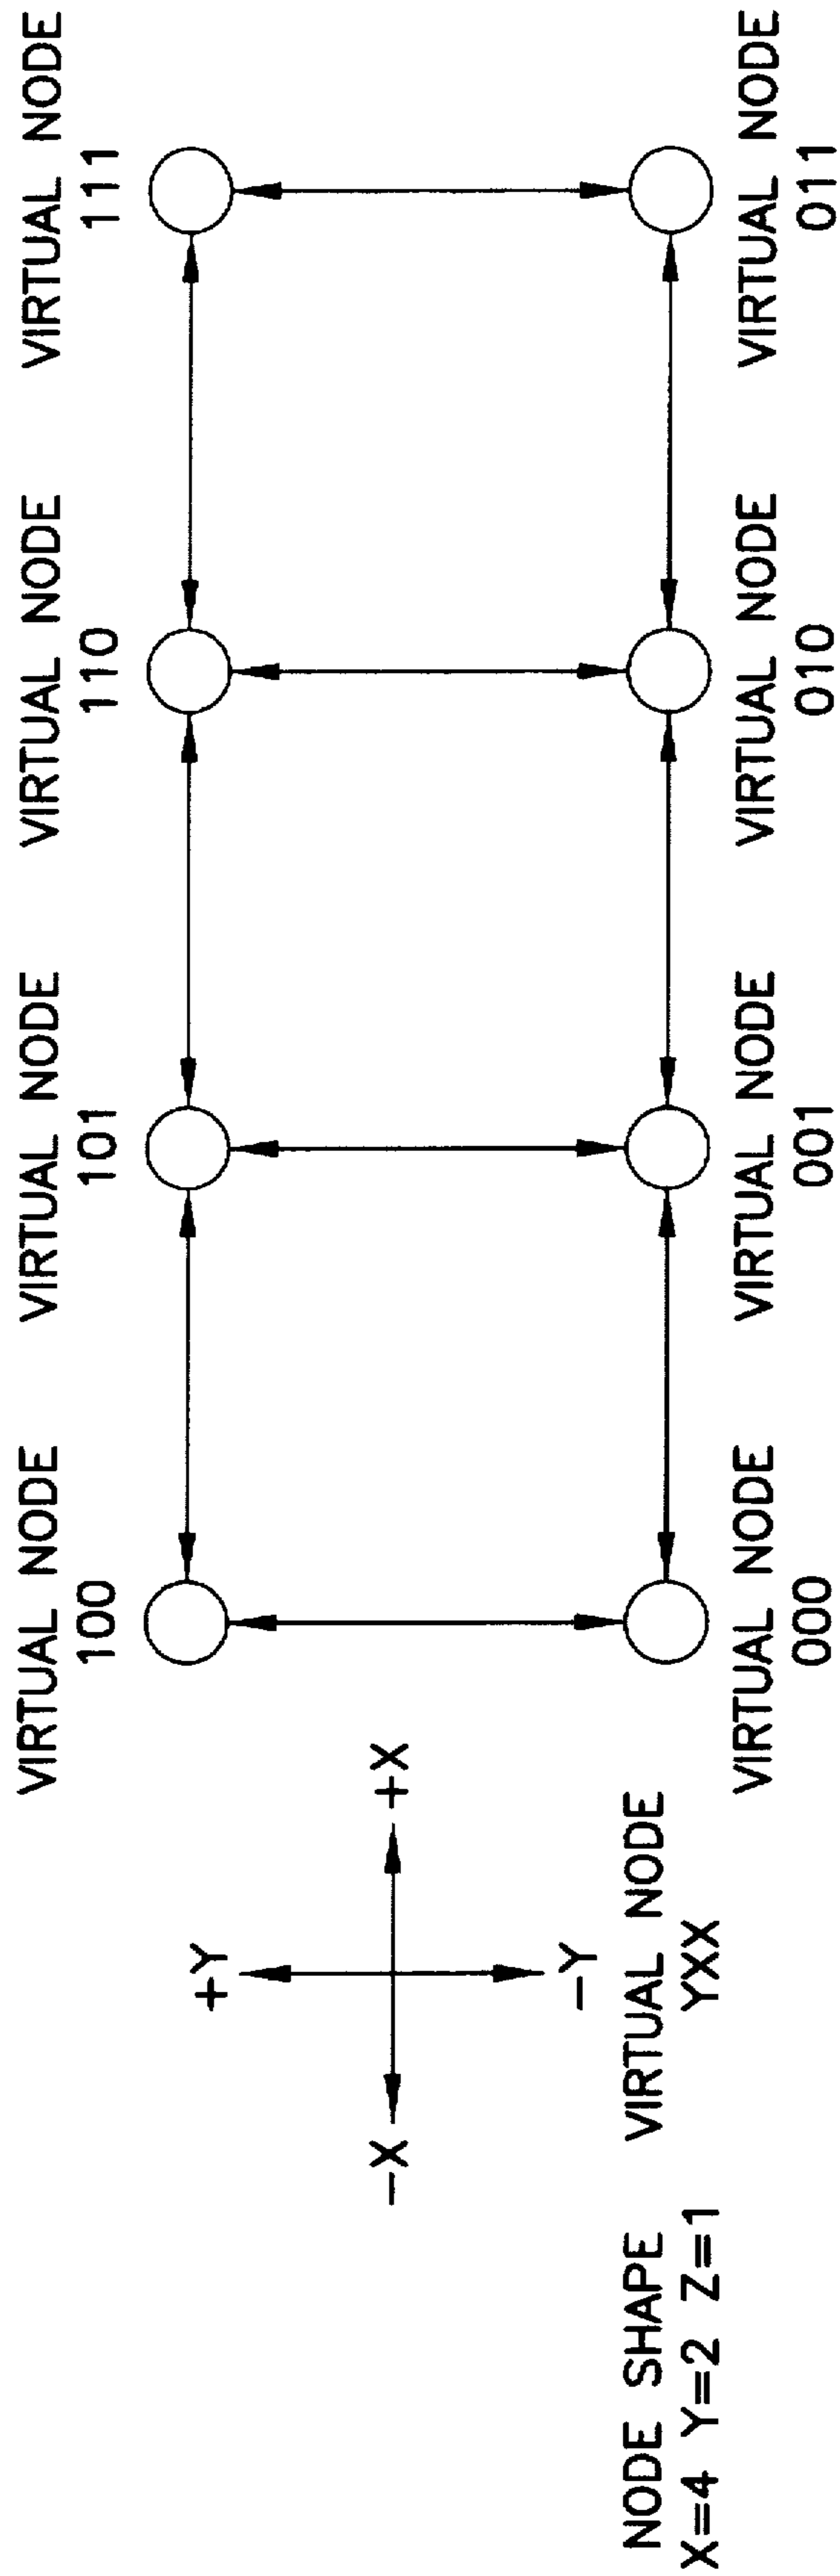 VIRTUAL NODE
100
VIRTUAL NODE
101
VIRTUAL NODE
110
VIRTUAL NODE
111
+Y
-X
+X
-Y
NODE SHAPE
X=4 Y=2 Z=1
VIRTUAL NODE
YXX
VIRTUAL NODE
000
VIRTUAL NODE
001
VIRTUAL NODE
010
VIRTUAL NODE
011